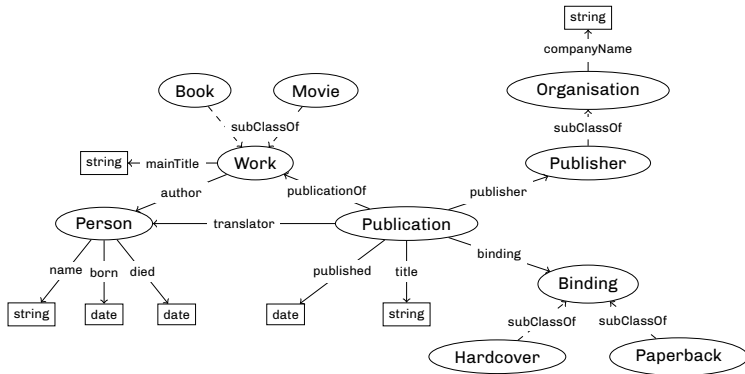 string
companyName
Book
Movie
Organisation
subClassOf
subClassOf
string
mainTitle
Work
Publisher
author
publicationOf
publisher
Person
translator
Publication
name
born
died
published
title
binding
Binding
string
date
date
date
string
subClassOf
subClassOf
Hardcover
Paperback